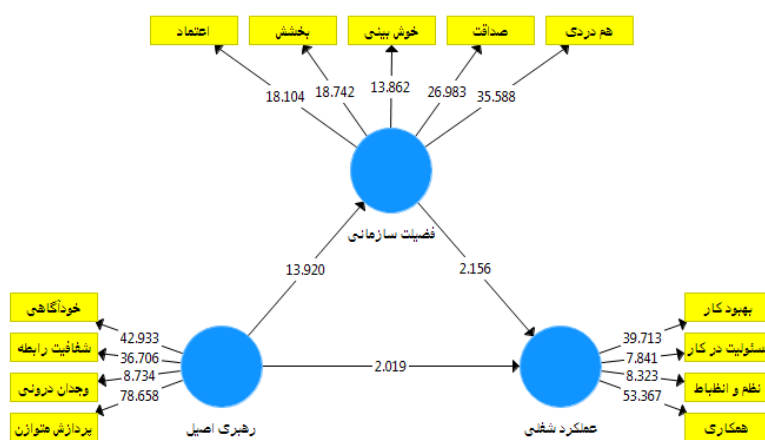 هم دردی
صداقت
خوش بینی
بخشش
اعتماد
35.588
26.983
13.862
18.742
18.104
فضیلت سازمانی
13.920
2.156
خودآگاهی
شفافیت رابطه
وجدان درونی
پردازش متوازن
42.933
36.706
8.734
78.658
رهبری اصیل
2.019
بهبود کار
مسئولیت در کار
نظم و انظباط
همکاری
39.713
7.841
8.323
53.367
عملکرد شغلی